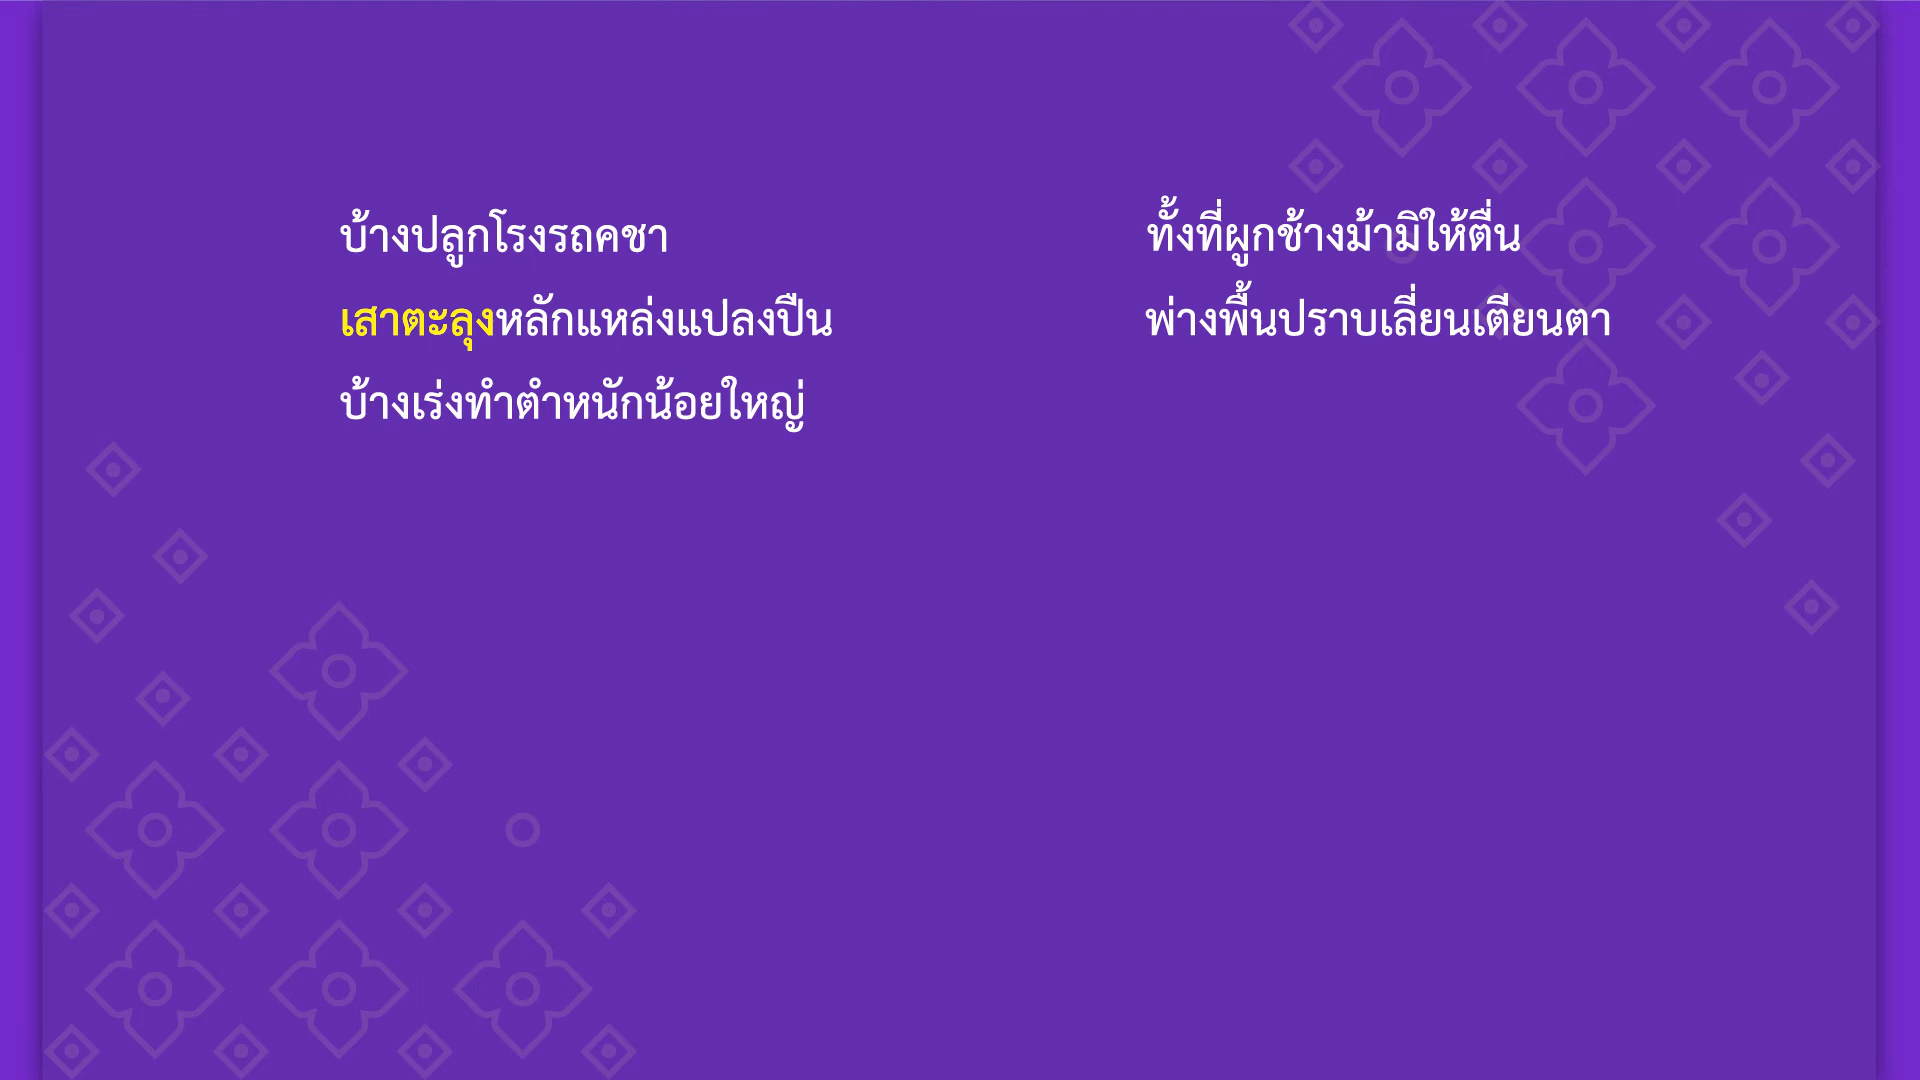 บ้างปลูกโรงรถคชา ทั้งที่ผูกช้างม้ามิให้ตื่น
เสาตะลุงหลักแหล่งแปลงปืน พ่างพื้นปราบเลี่ยนเตียนตา
บ้างเร่งทำตำหนักน้อยใหญ่